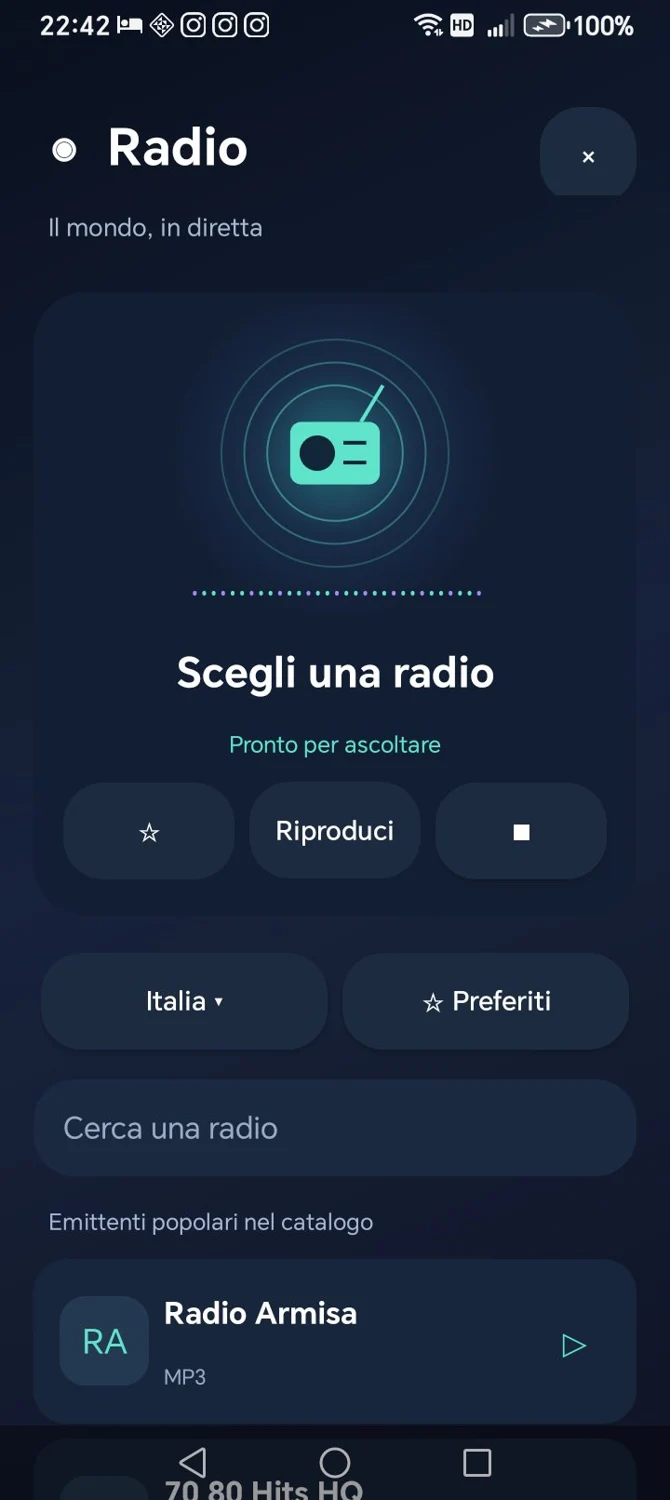 22:42 HD 100%
Radio
×
Il mondo, in diretta
Scegli una radio
Pronto per ascoltare
☆ Riproduci ■
Italia ▾ ☆ Preferiti
Cerca una radio
Emittenti popolari nel catalogo
RA Radio Armisa ▷
MP3
70 80 Hits HQ